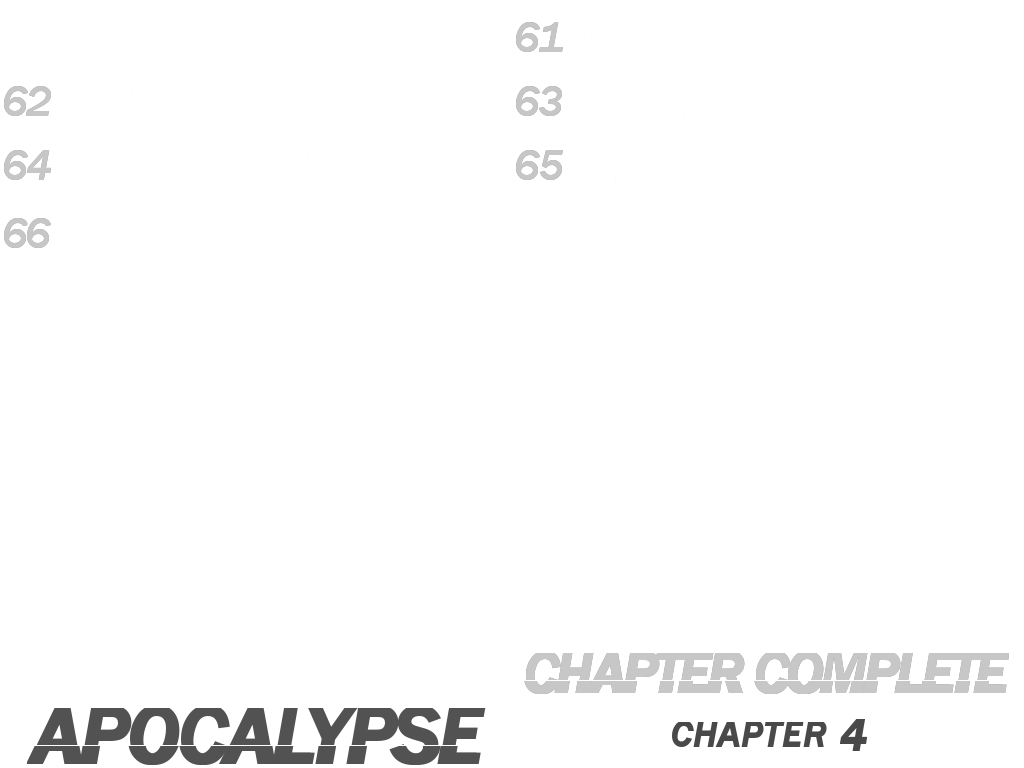 61
62 63
64 65
66
CHAPTER COMPLETE
APOCALYPSE
CHAPTER 4